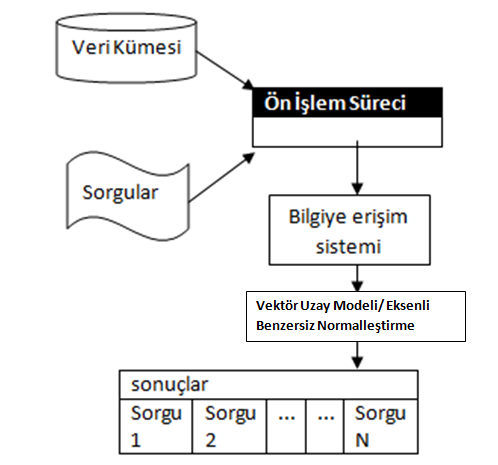 Veri Kümesi
Ön İşlem Süreci
Sorgular
Bilgiye erişim
sistemi
Vektör Uzay Modeli/ Eksenli
Benzersiz Normalleştirme
sonuçlar
Sorgu Sorgu ... ... Sorgu
1 2 N